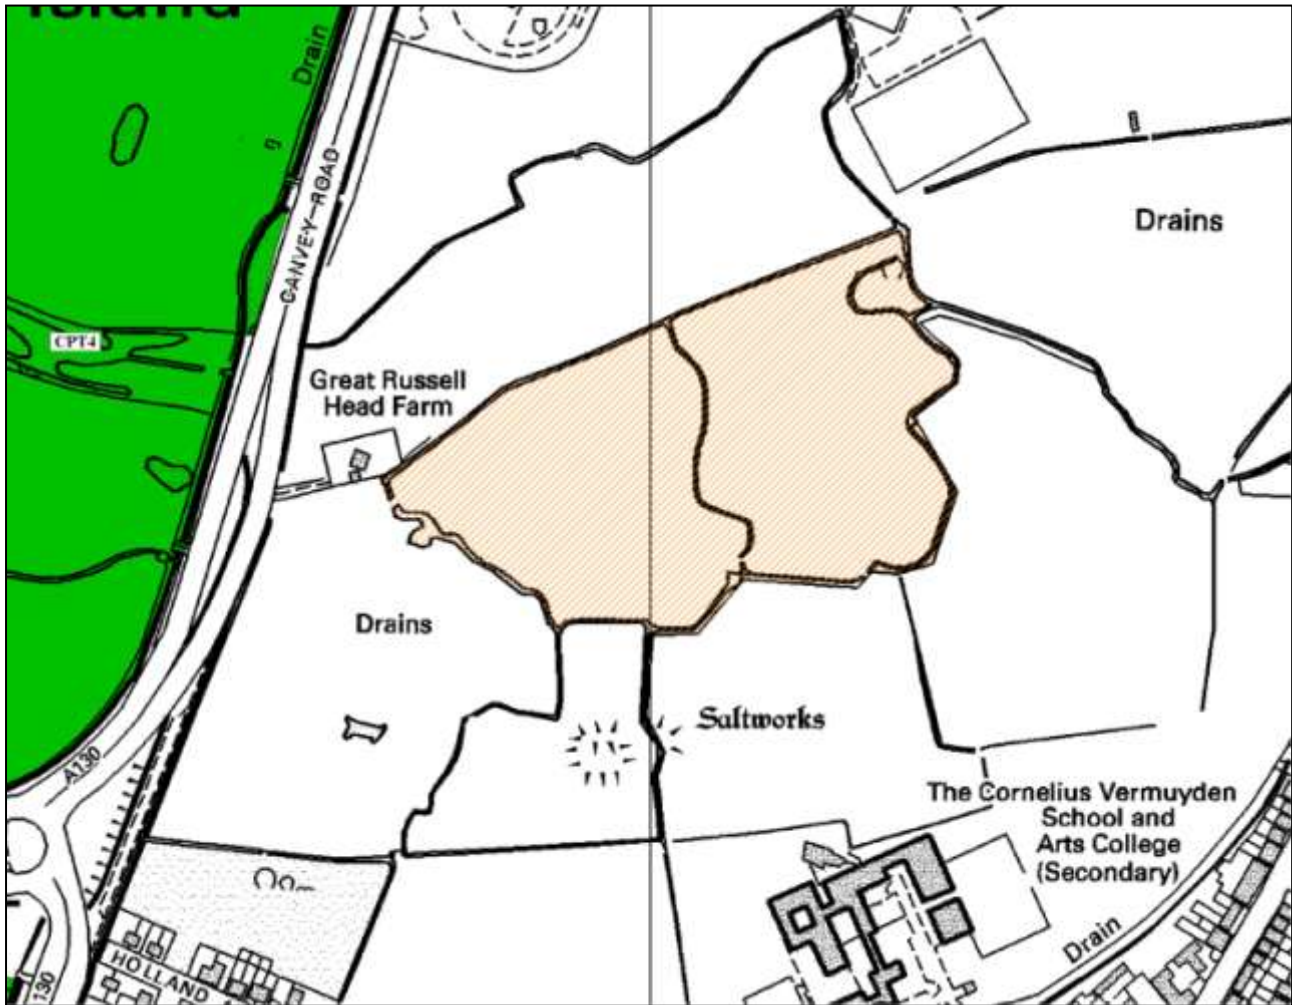 Island
Drain
CANVEY ROAD
Drains
CPT4
Great Russell
Head Farm
Drains
Saltworks
A130
The Cornelius Vermuyden
School and
Arts College
(Secondary)
Drain
HOLLAND
130